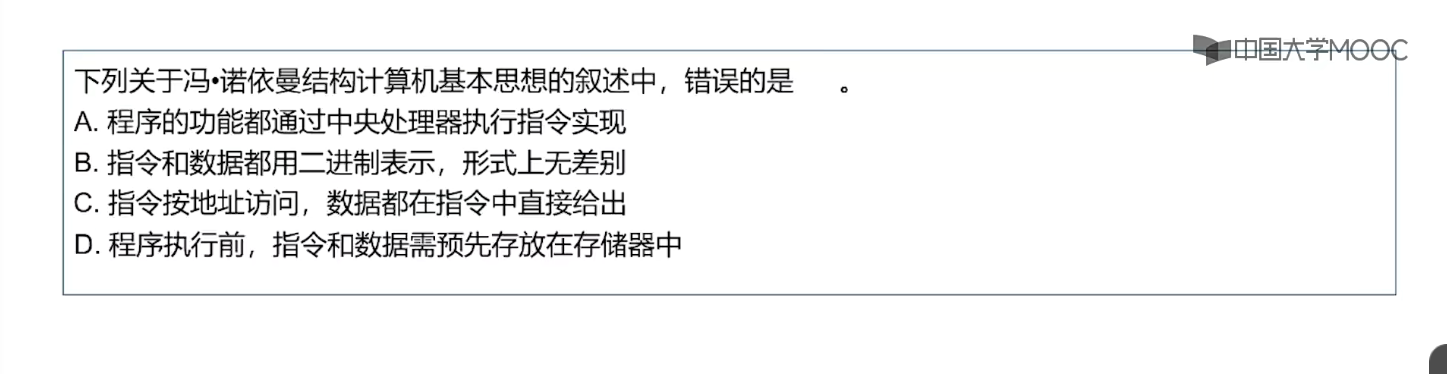 中国大学MOOC
下列关于冯•诺依曼结构计算机基本思想的叙述中，错误的是 。
A. 程序的功能都通过中央处理器执行指令实现
B. 指令和数据都用二进制表示，形式上无差别
C. 指令按地址访问，数据都在指令中直接给出
D. 程序执行前，指令和数据需预先存放在存储器中